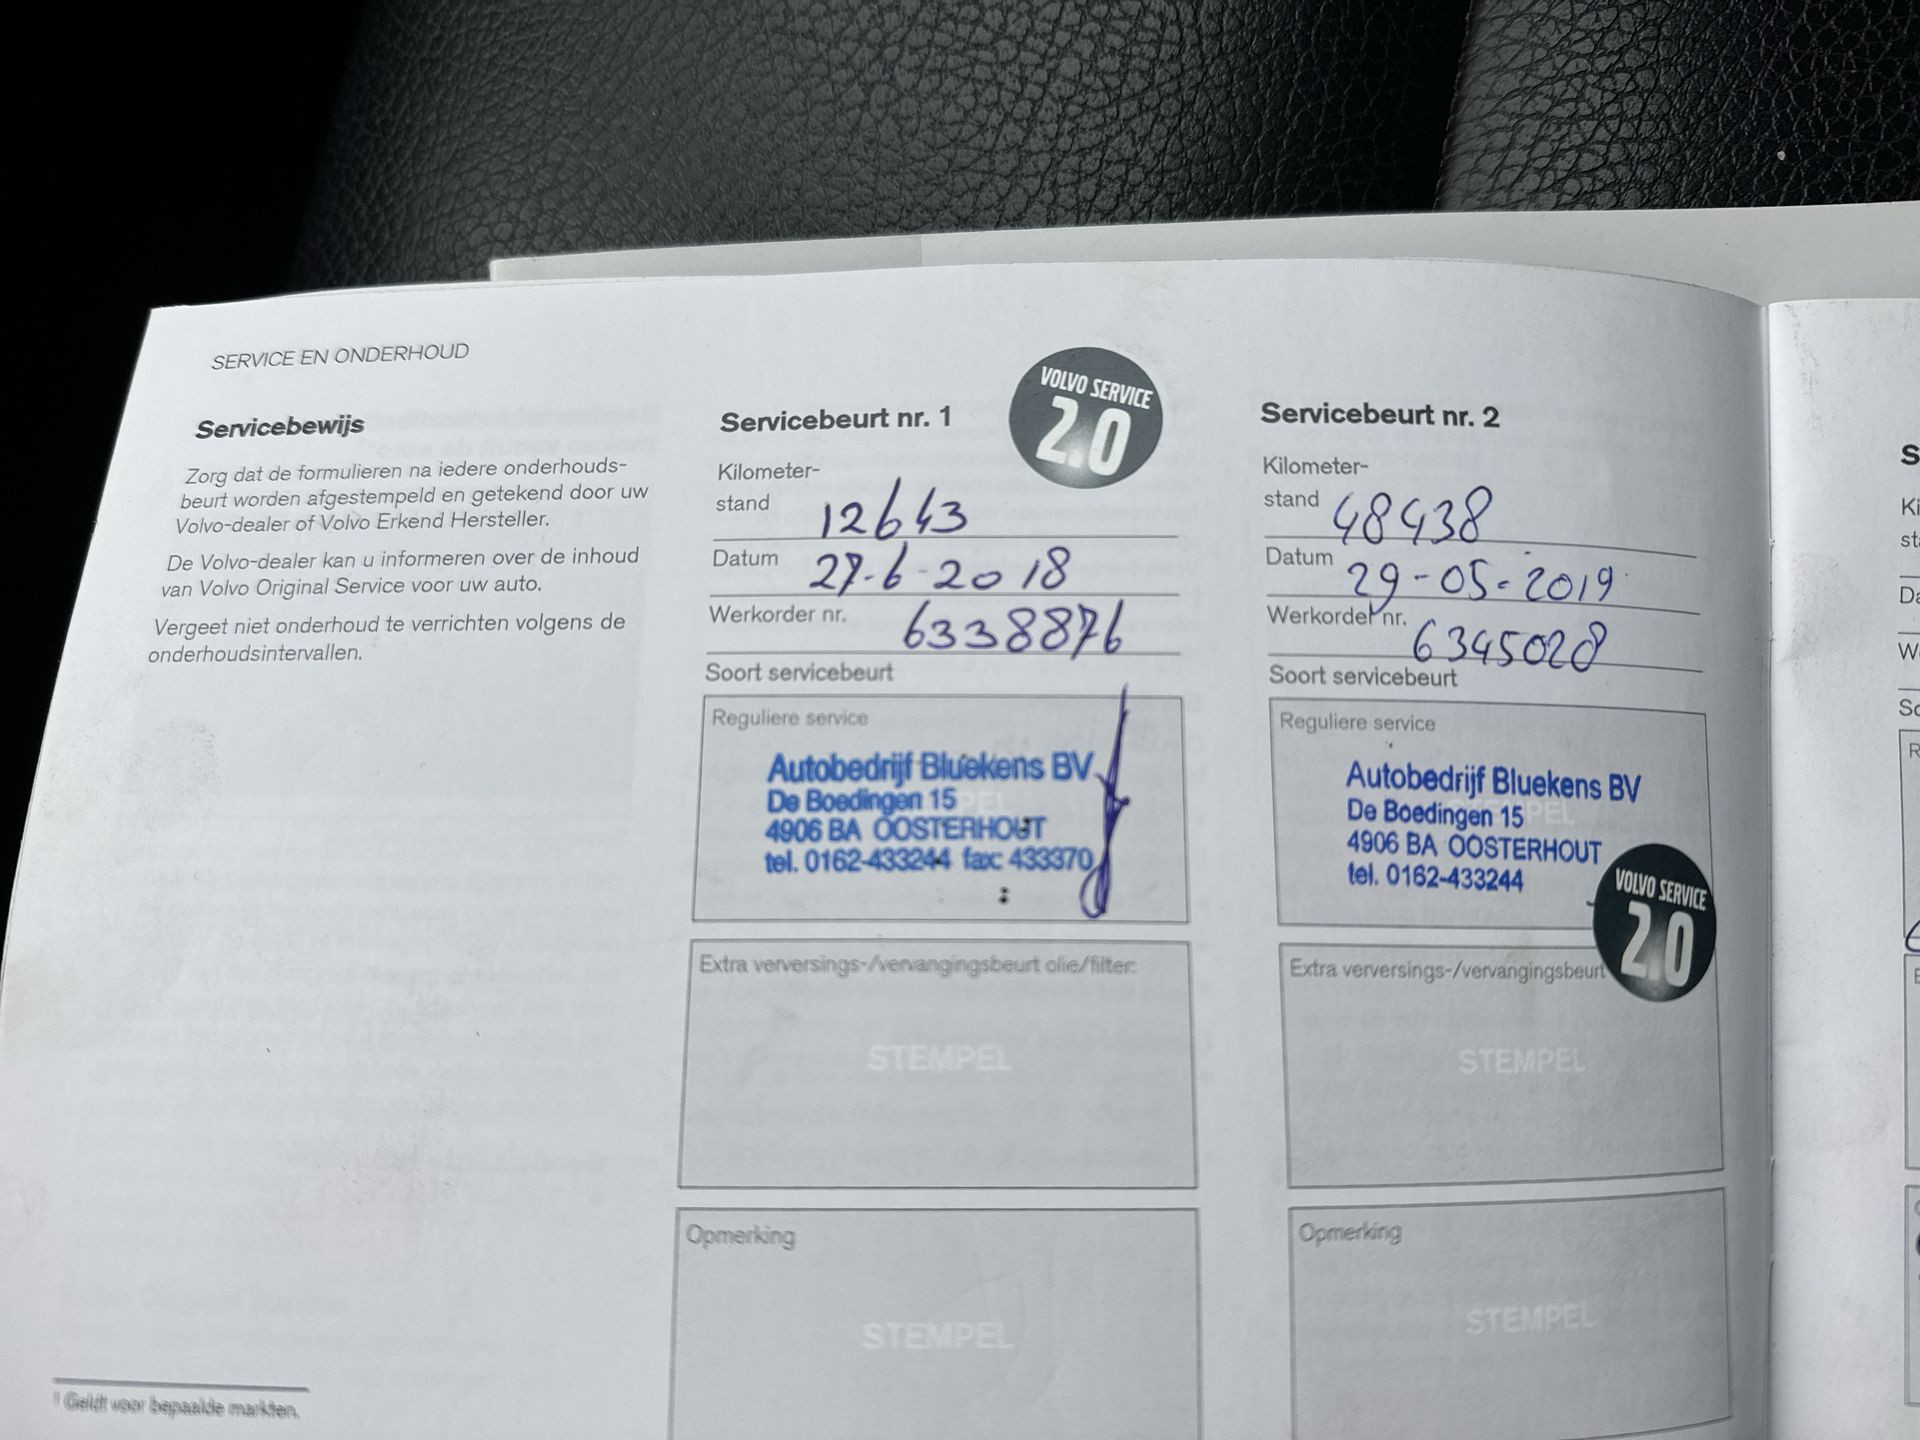 SERVICE EN ONDERHOUD
Servicebewijs
Zorg dat de formulieren na iedere onderhouds-
beurt worden afgestempeld en getekend door uw
Volvo-dealer of Volvo Erkend Hersteller.
De Volvo-dealer kan u informeren over de inhoud
van Volvo Original Service voor uw auto.
Vergeet niet onderhoud te verrichten volgens de
onderhoudsintervallen.
1 Geldt voor bepaalde markten.
Servicebeurt nr. 1
VOLVO SERVICE
2.0
Kilometer-
stand 12643
Datum 27-6-2018
Werkorder nr. 6338876
Soort servicebeurt
Reguliere service
Autobedrijf Bluekens BV
De Boedingen 15
4906 BA OOSTERHOUT
tel. 0162-433244 fax: 433370
Extra verversings-/vervangingsbeurt olie/filter:
STEMPEL
Opmerking
STEMPEL
Servicebeurt nr. 2
Kilometer-
stand 48438
Datum 29-05-2019
Werkorder nr. 6345028
Soort servicebeurt
Reguliere service
Autobedrijf Bluekens BV
De Boedingen 15
4906 BA OOSTERHOUT
tel. 0162-433244
VOLVO SERVICE
2.0
Extra verversings-/vervangingsbeurt
STEMPEL
Opmerking
STEMPEL